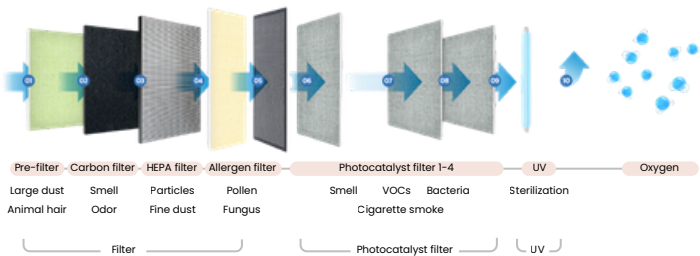 01 02 03 04 05 06 07 08 09 10
Pre-filter Carbon filter HEPA filter Allergen filter Photocatalyst filter 1-4 UV Oxygen
Large dust Smell Particles Pollen Smell VOCs Bacteria Sterilization
Animal hair Odor Fine dust Fungus Cigarette smoke
Filter Photocatalyst filter UV